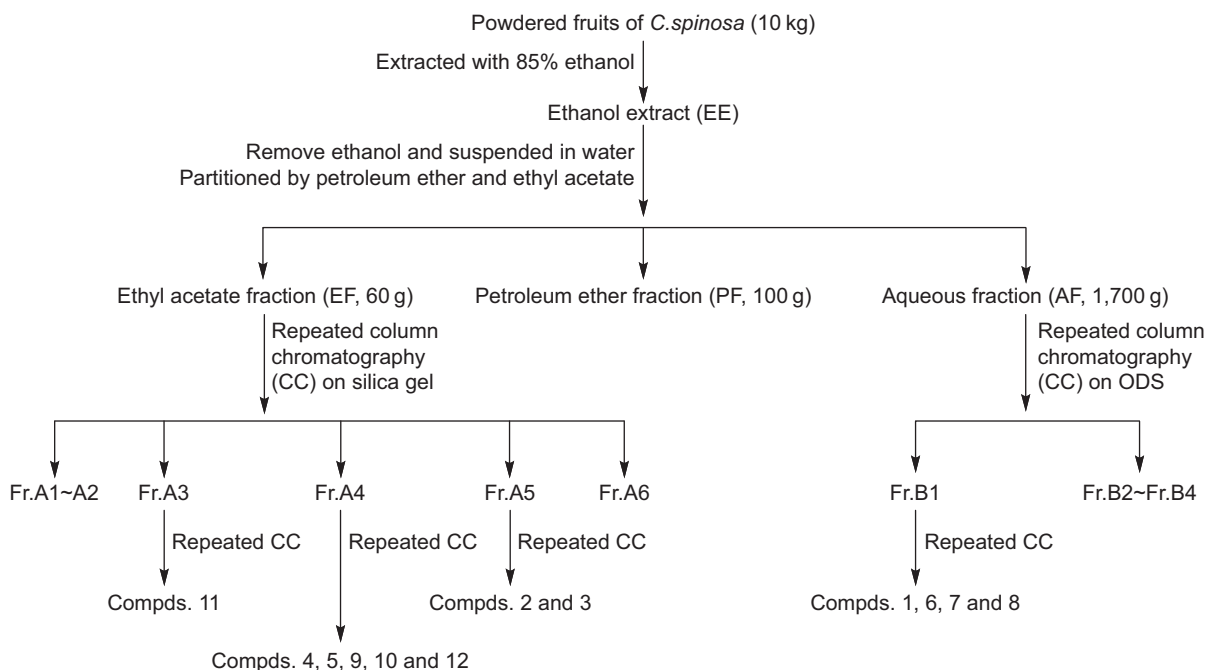 Powdered fruits of C.spinosa (10 kg)
Extracted with 85% ethanol
Ethanol extract (EE)
Remove ethanol and suspended in water
Partitioned by petroleum ether and ethyl acetate
Ethyl acetate fraction (EF, 60 g)
Petroleum ether fraction (PF, 100 g)
Aqueous fraction (AF, 1,700 g)
Repeated column
chromatography
(CC) on silica gel
Repeated column
chromatography
(CC) on ODS
Fr.A1~A2
Fr.A3
Fr.A4
Fr.A5
Fr.A6
Fr.B1
Fr.B2~Fr.B4
Repeated CC
Repeated CC
Repeated CC
Repeated CC
Compds. 11
Compds. 2 and 3
Compds. 1, 6, 7 and 8
Compds. 4, 5, 9, 10 and 12